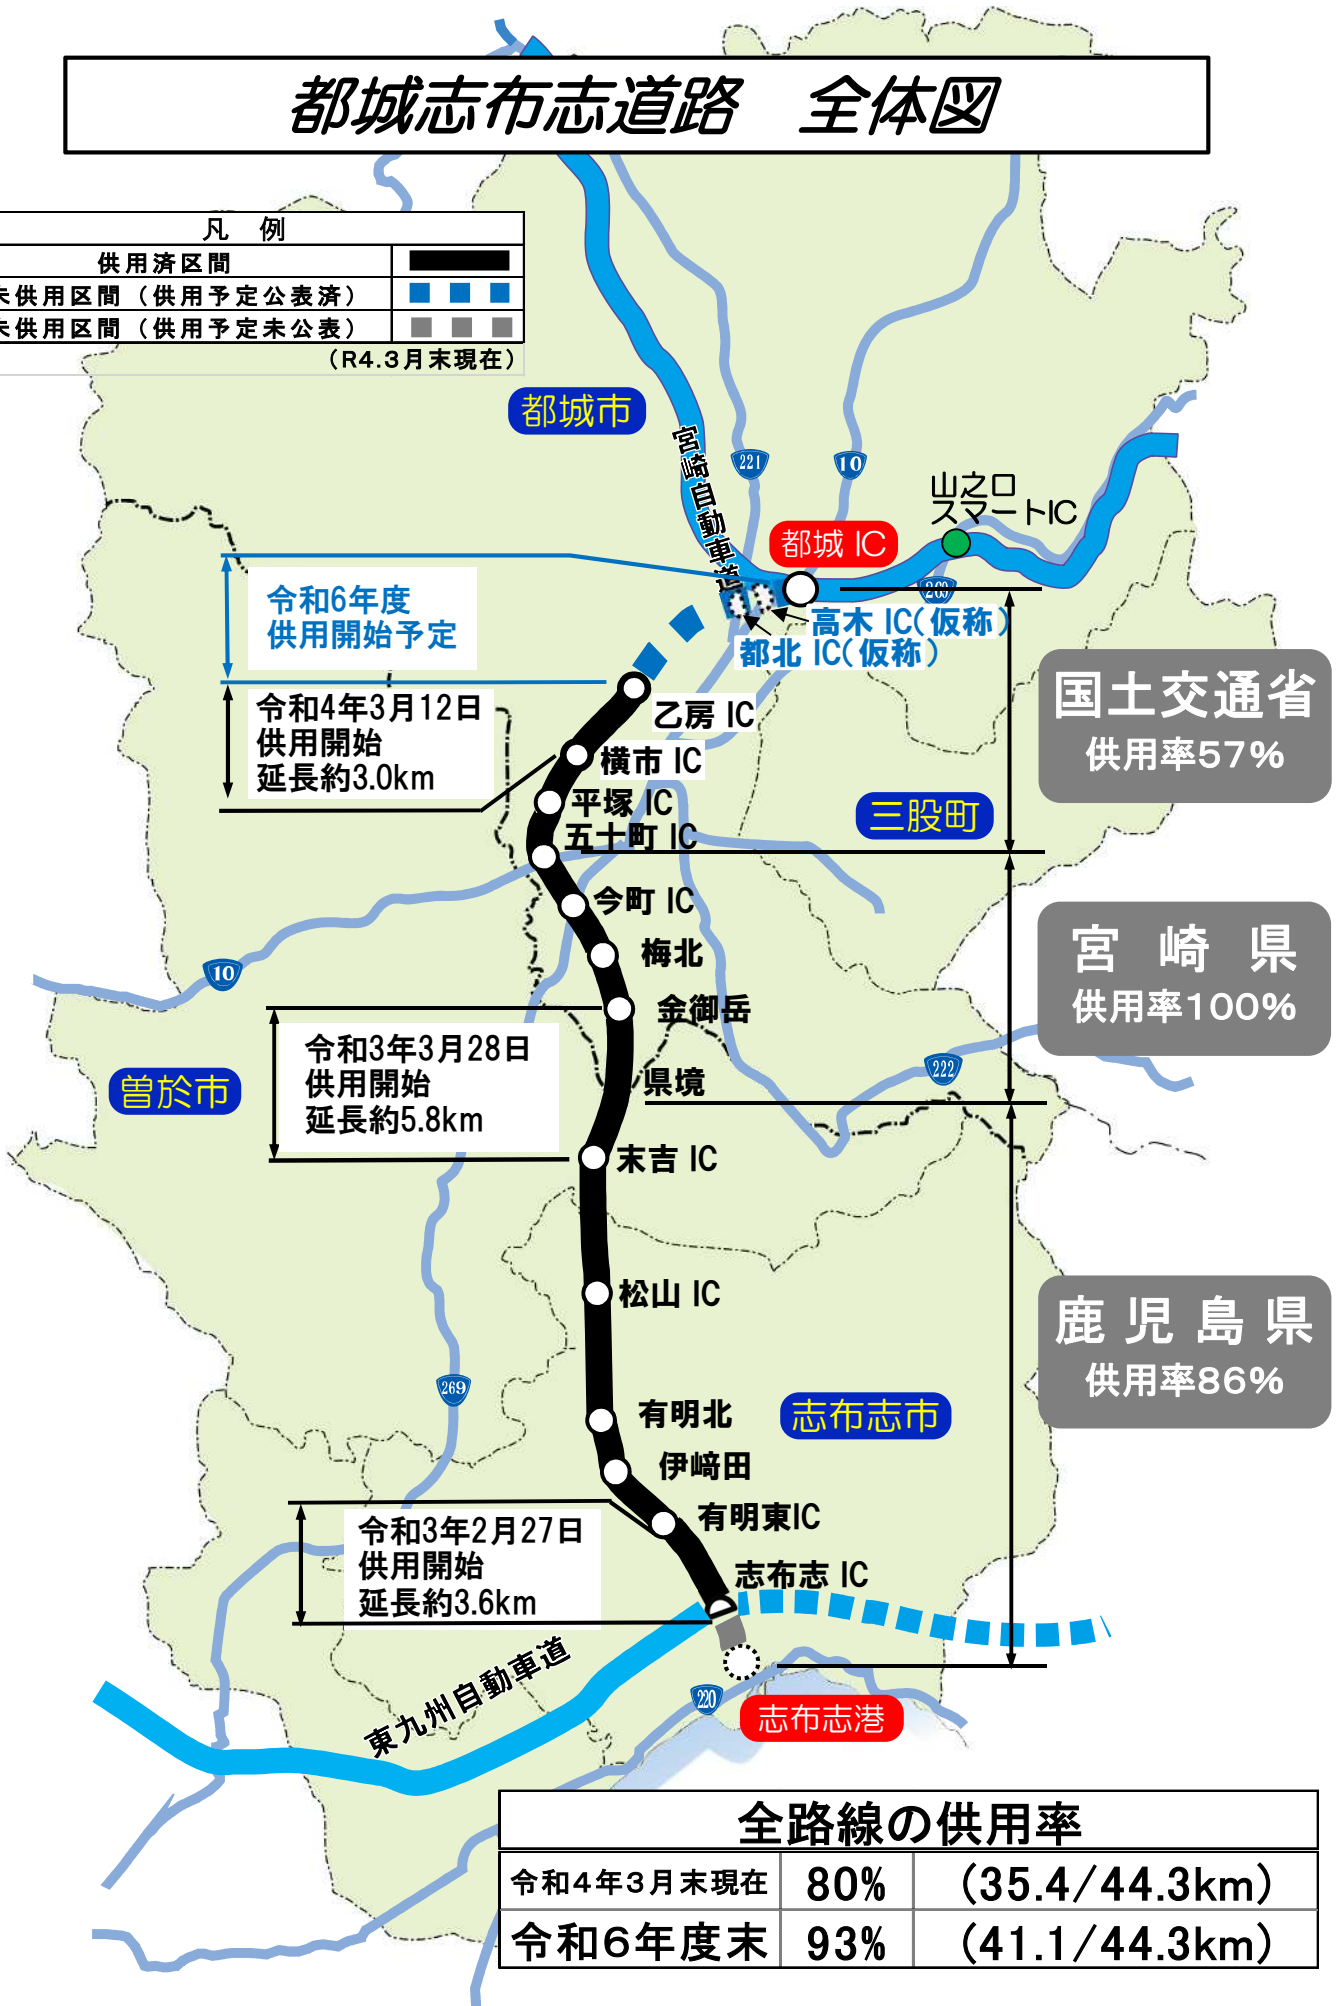 都城志布志道路　全体図
凡　例
供用済区間
未供用区間（供用予定公表済）
未供用区間（供用予定未公表）
（R4.3月末現在）
都城市
宮崎自動車道
221
10
山之口
スマートIC
都城 IC
269
高木 IC(仮称)
都北 IC(仮称)
令和6年度
供用開始予定
乙房 IC
令和4年3月12日
供用開始
延長約3.0km
横市 IC
平塚 IC
五十町 IC
国土交通省
供用率57%
三股町
今町 IC
梅北
金御岳
10
宮崎県
供用率100%
令和3年3月28日
供用開始
延長約5.8km
曽於市
県境
222
末吉 IC
松山 IC
鹿児島県
供用率86%
269
有明北
志布志市
伊﨑田
有明東IC
令和3年2月27日
供用開始
延長約3.6km
志布志 IC
東九州自動車道
220
志布志港
全路線の供用率
令和4年3月末現在 80% (35.4/44.3km)
令和6年度末 93% (41.1/44.3km)